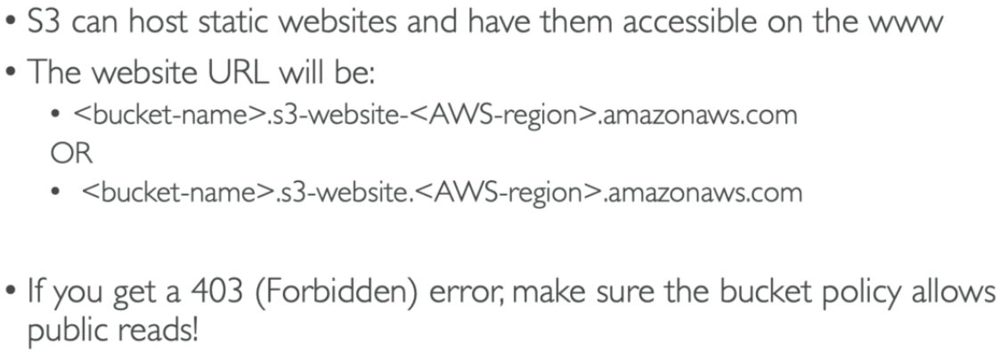 • S3 can host static websites and have them accessible on the www
• The website URL will be:
• <bucket-name>.s3-website-<AWS-region>.amazonaws.com
OR
• <bucket-name>.s3-website.<AWS-region>.amazonaws.com
• If you get a 403 (Forbidden) error, make sure the bucket policy allows
public reads!